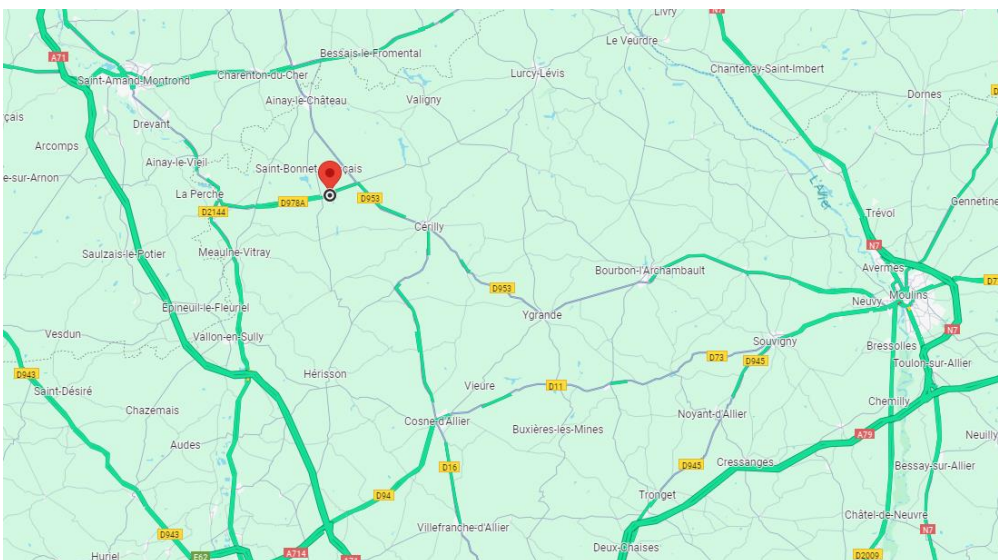 Livry
N7
Le Veurdre
Bessais-le-Fromental
A71
Chantenay-Saint-Imbert
Lurcy-Lévis
Charenton-du-Cher
Saint-Amand-Montrond
Dornes
Ainay-le-Château
Valigny
Drevant
Arcomps
Ainay-le-Vieil
e-sur-Arnon
La Perche
D978A
D953
D2144
L'Allier
Gennetine
Trévol
Cérilly
N7
Saulzais-le-Potier
Meaulne-Vitray
Avermes
Bourbon-l'Archambault
D953
Moulins
Neuvy
Épineuil-le-Fleuriel
Ygrande
N7
Vesdun
Vallon-en-Sully
Souvigny
Bressolles
D73
D945
Toulon-sur-Allier
D943
Hérisson
Saint-Désiré
Vieure
D11
Chemilly
Chazemais
Noyant-d'Allier
Cosne-d'Allier
Buxières-les-Mines
A79
Neuilly
Audes
D16
D945
Cressanges
Bessay-sur-Allier
D94
Tronget
Châtel-de-Neuvre
Villefranche-d'Allier
N7
D943
Deux-Chaises
A714
Huriel
E62
D2009